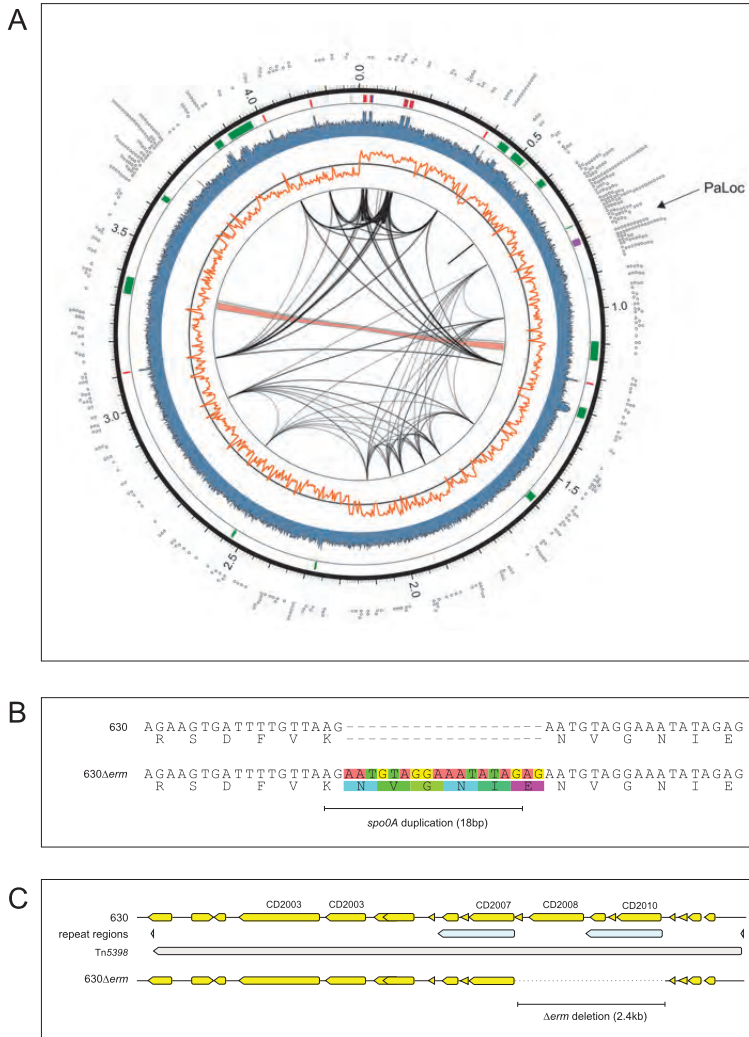 A
0.0
0.5
1.0
1.5
2.0
2.5
3.0
3.5
4.0
PaLoc
B
630 AGAAGTGATTTTGTTAAG------------------AATGTAGGAAATATAGAG
R S D F V K N V G N I E
630Δerm AGAAGTGATTTTGTTAAGAATGTAGGAAATATAGAGAATGTAGGAAATATAGAG
R S D F V K N V G N I E N V G N I E
spo0A duplication (18bp)
C
CD2003 CD2003 CD2007 CD2008 CD2010
630
repeat regions
Tn5398
630Δerm
Δerm deletion (2.4kb)